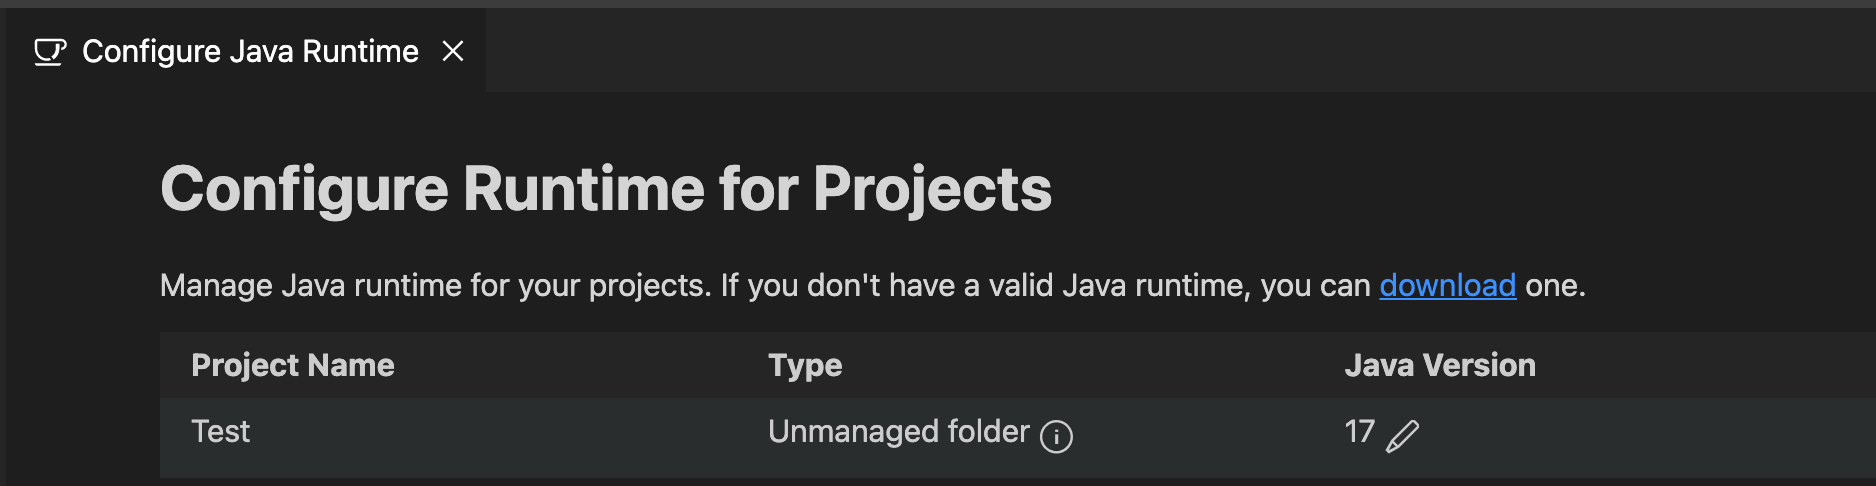 Configure Java Runtime
Configure Runtime for Projects
Manage Java runtime for your projects. If you don't have a valid Java runtime, you can download one.
Project Name Type Java Version
Test Unmanaged folder 17